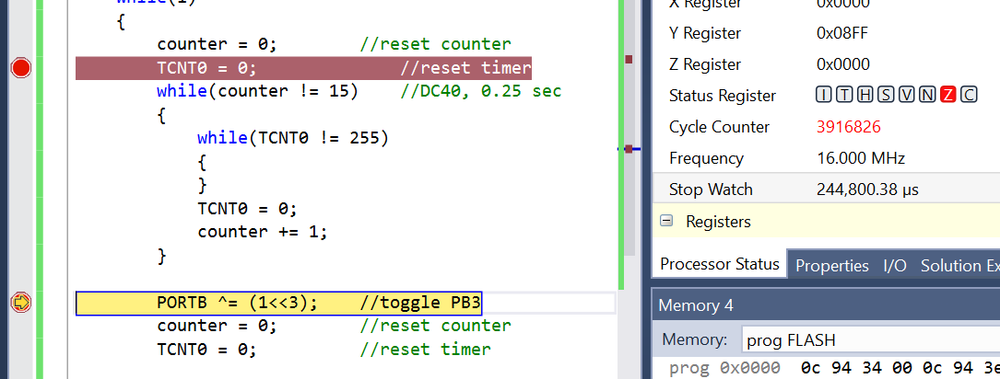 while(1)
{
counter = 0; //reset counter
TCNT0 = 0; //reset timer
while(counter != 15) //DC40, 0.25 sec
{
while(TCNT0 != 255)
{
}
TCNT0 = 0;
counter += 1;
}
PORTB ^= (1<<3); //toggle PB3
counter = 0; //reset counter
TCNT0 = 0; //reset timer
X Register 0x0000
Y Register 0x08FF
Z Register 0x0000
Status Register I T H S V N Z C
Cycle Counter 3916826
Frequency 16.000 MHz
Stop Watch 244,800.38 µs
Registers
Processor Status Properties I/O Solution Ex
Memory 4
Memory: prog FLASH
prog 0x0000 0c 94 34 00 0c 94 3e